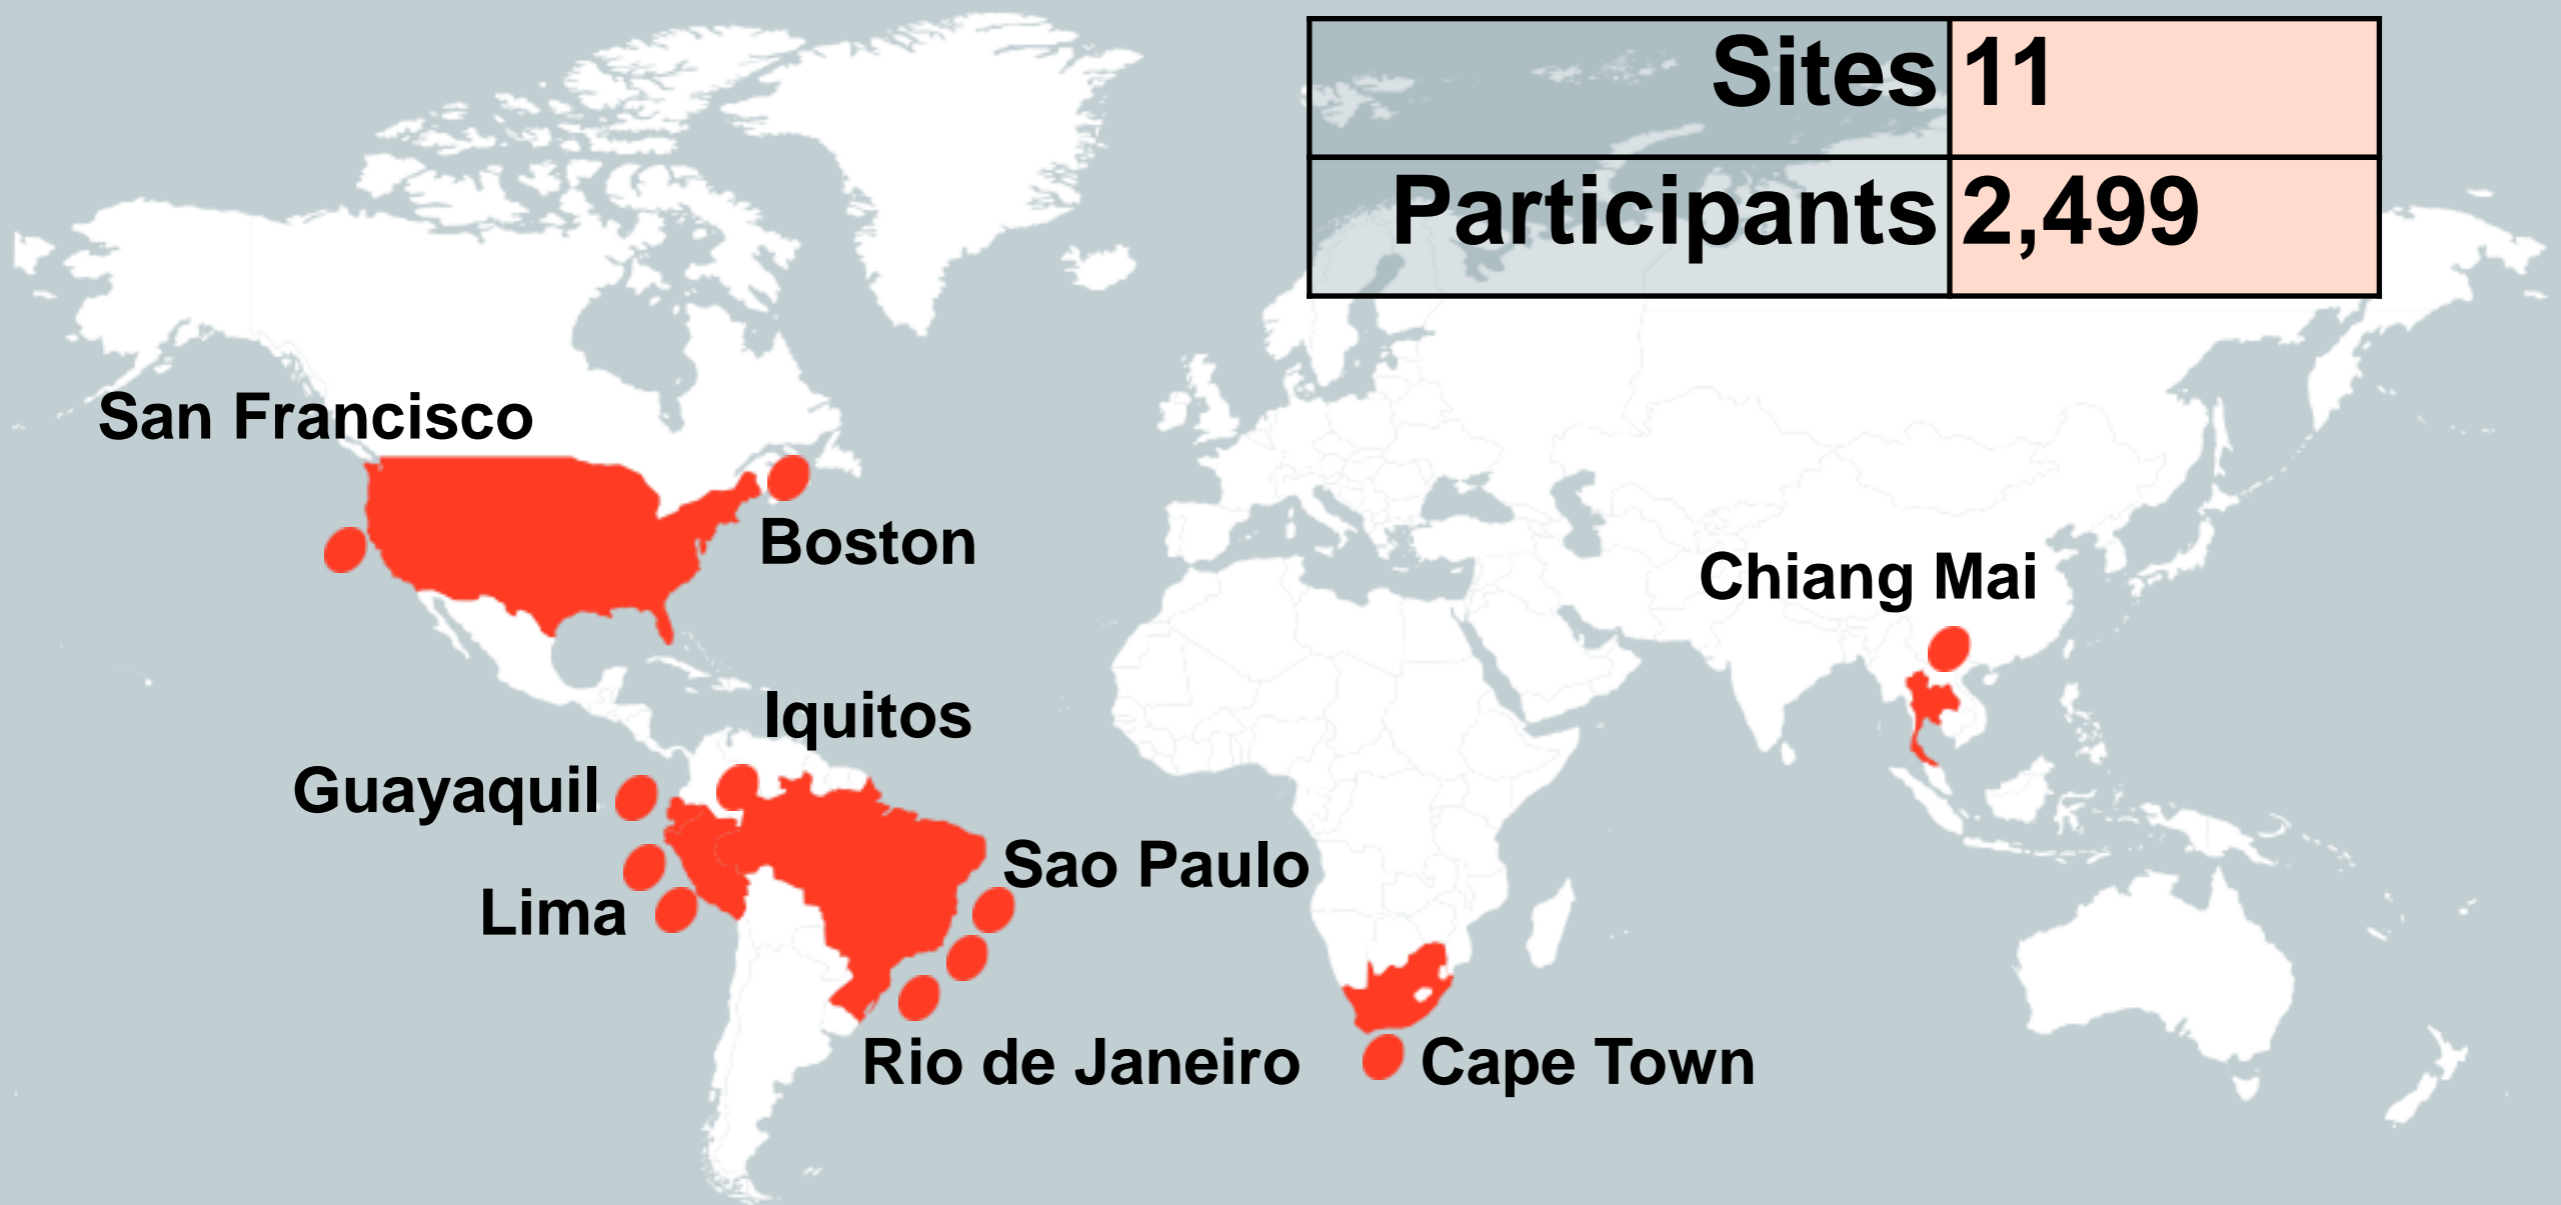 Sites 11
Participants 2,499
San Francisco
Boston
Chiang Mai
Iquitos
Guayaquil
Sao Paulo
Lima
Rio de Janeiro
Cape Town